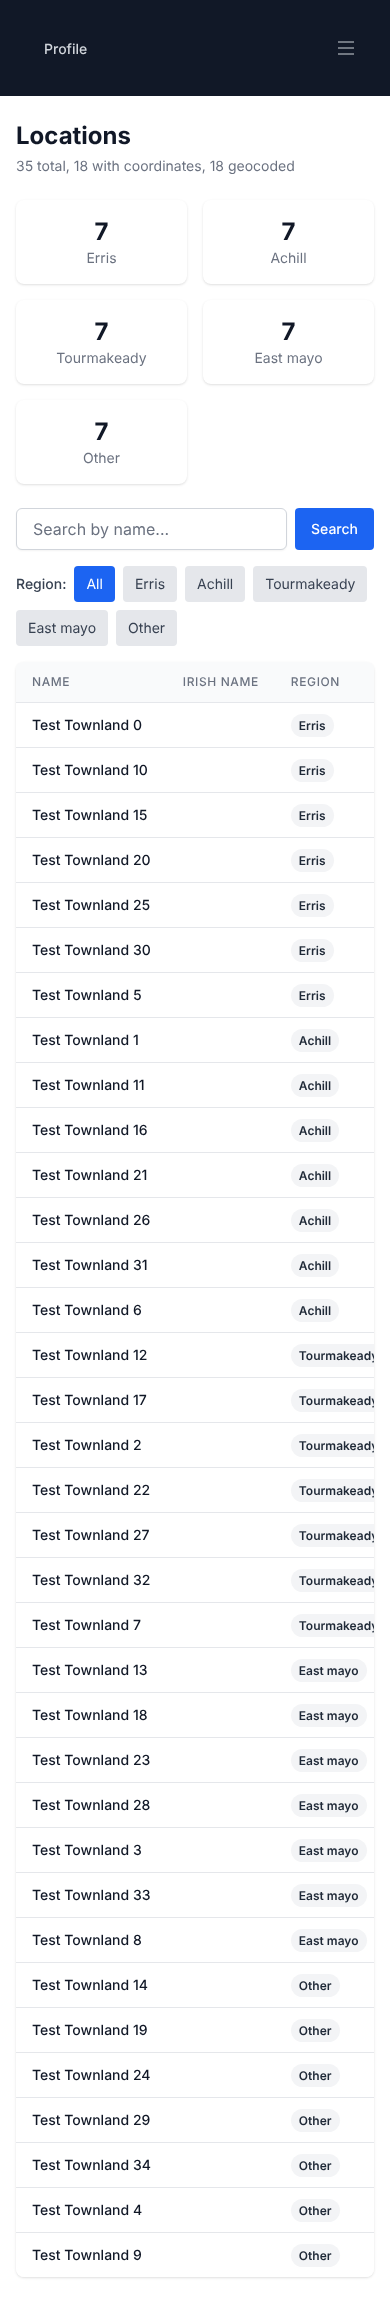 Profile
Locations
35 total, 18 with coordinates, 18 geocoded
7
Erris
7
Achill
7
Tourmakeady
7
East mayo
7
Other
Search by name...
Search
Region: All Erris Achill Tourmakeady
East mayo Other
NAME IRISH NAME REGION
Test Townland 0 Erris
Test Townland 10 Erris
Test Townland 15 Erris
Test Townland 20 Erris
Test Townland 25 Erris
Test Townland 30 Erris
Test Townland 5 Erris
Test Townland 1 Achill
Test Townland 11 Achill
Test Townland 16 Achill
Test Townland 21 Achill
Test Townland 26 Achill
Test Townland 31 Achill
Test Townland 6 Achill
Test Townland 12 Tourmakeady
Test Townland 17 Tourmakeady
Test Townland 2 Tourmakeady
Test Townland 22 Tourmakeady
Test Townland 27 Tourmakeady
Test Townland 32 Tourmakeady
Test Townland 7 Tourmakeady
Test Townland 13 East mayo
Test Townland 18 East mayo
Test Townland 23 East mayo
Test Townland 28 East mayo
Test Townland 3 East mayo
Test Townland 33 East mayo
Test Townland 8 East mayo
Test Townland 14 Other
Test Townland 19 Other
Test Townland 24 Other
Test Townland 29 Other
Test Townland 34 Other
Test Townland 4 Other
Test Townland 9 Other